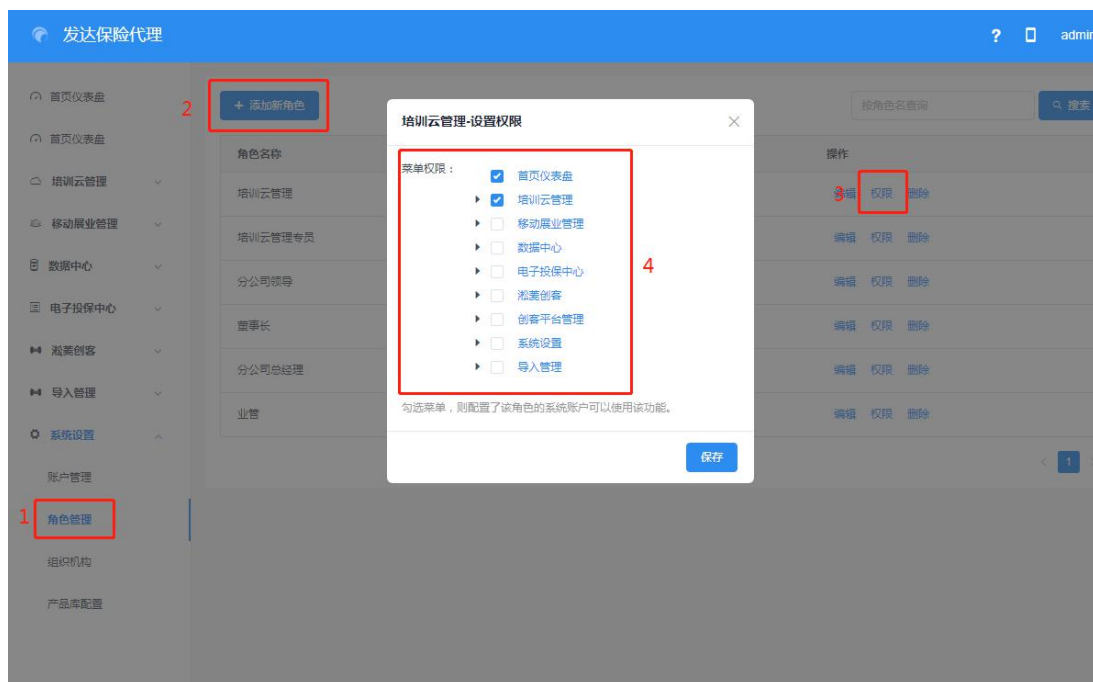 发达保险代理
?
admin
首页仪表盘
首页仪表盘
培训云管理
移动展业管理
数据中心
电子投保中心
淞美创客
导入管理
系统设置
账户管理
1 角色管理
组织机构
产品库配置
2 + 添加新角色
按角色名查询
搜索
角色名称
操作
培训云管理
3 编辑 权限 删除
培训云管理专员
编辑 权限 删除
分公司领导
编辑 权限 删除
董事长
编辑 权限 删除
分公司总经理
编辑 权限 删除
业管
编辑 权限 删除
< 1
培训云管理-设置权限
菜单权限：
首页仪表盘
培训云管理
移动展业管理
数据中心
电子投保中心
淞美创客
创客平台管理
系统设置
导入管理
4
勾选菜单，则配置了该角色的系统账户可以使用该功能。
保存